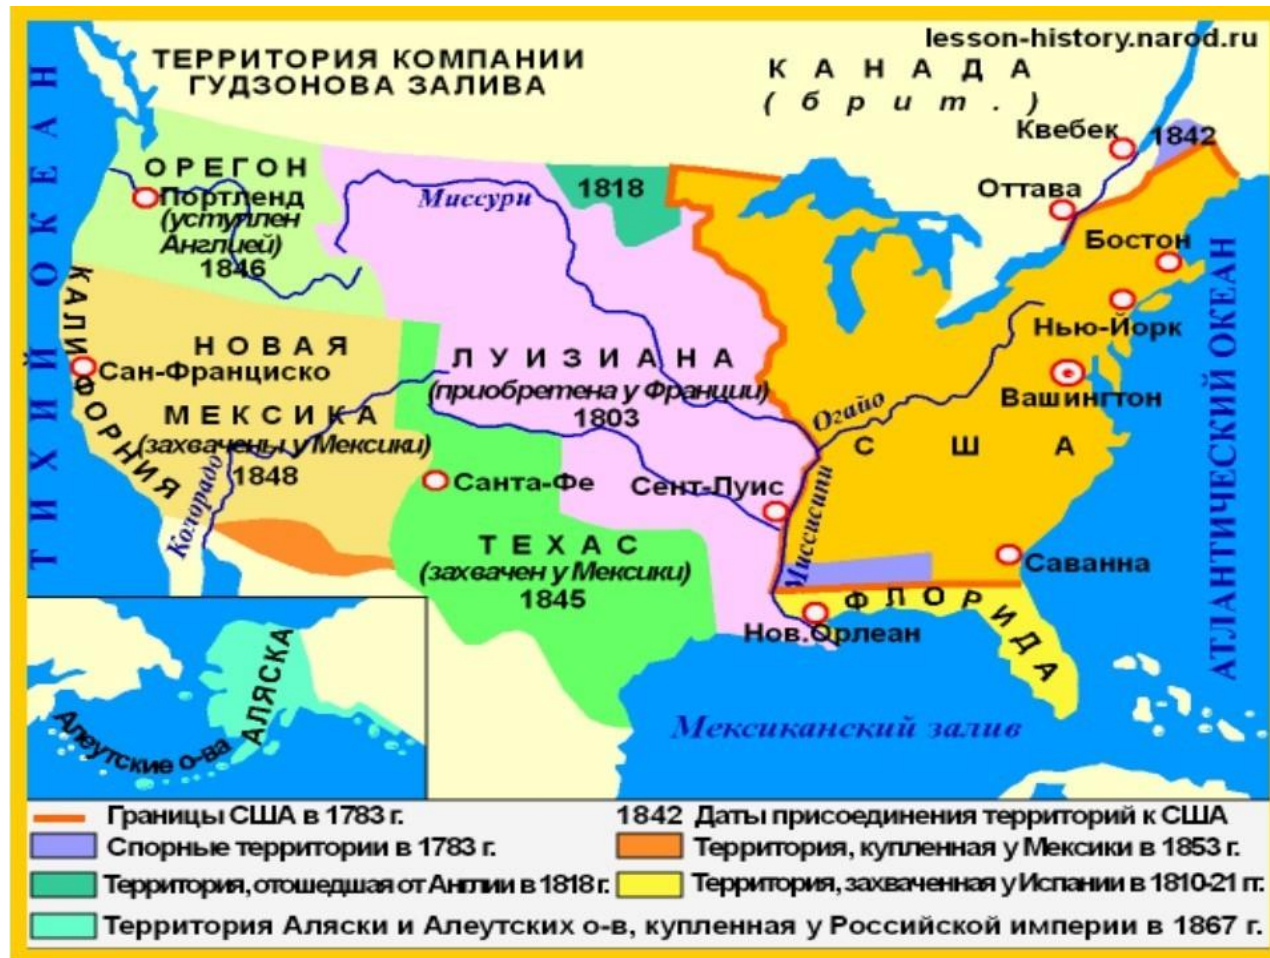 lesson-history.narod.ru
ТЕРРИТОРИЯ КОМПАНИИ
ГУДЗОНОВА ЗАЛИВА
КАНАДА
(брит.)
Квебек
1842
ОРЕГОН
Портленд
(уступлен
Англией)
1846
Миссури
1818
Оттава
Бостон
Нью-Йорк
Вашингтон
ТИХИЙ ОКЕАН
КАЛИФОРНИЯ
НОВАЯ
Сан-Франциско
МЕКСИКА
(захвачены у Мексики)
1848
Колорадо
ЛУИЗИАНА
(приобретена у Франции)
1803
Огайо
США
Санта-Фе
Сент-Луис
Миссисипи
ТЕХАС
(захвачен у Мексики)
1845
Саванна
ФЛОРИДА
Нов.Орлеан
АТЛАНТИЧЕСКИЙ ОКЕАН
Мексиканский залив
АЛЯСКА
Алеутские о-ва
Границы США в 1783 г.
1842 Даты присоединения территорий к США
Спорные территории в 1783 г.
Территория, купленная у Мексики в 1853 г.
Территория, отошедшая от Англии в 1818 г.
Территория, захваченная у Испании в 1810-21 гг.
Территория Аляски и Алеутских о-в, купленная у Российской империи в 1867 г.